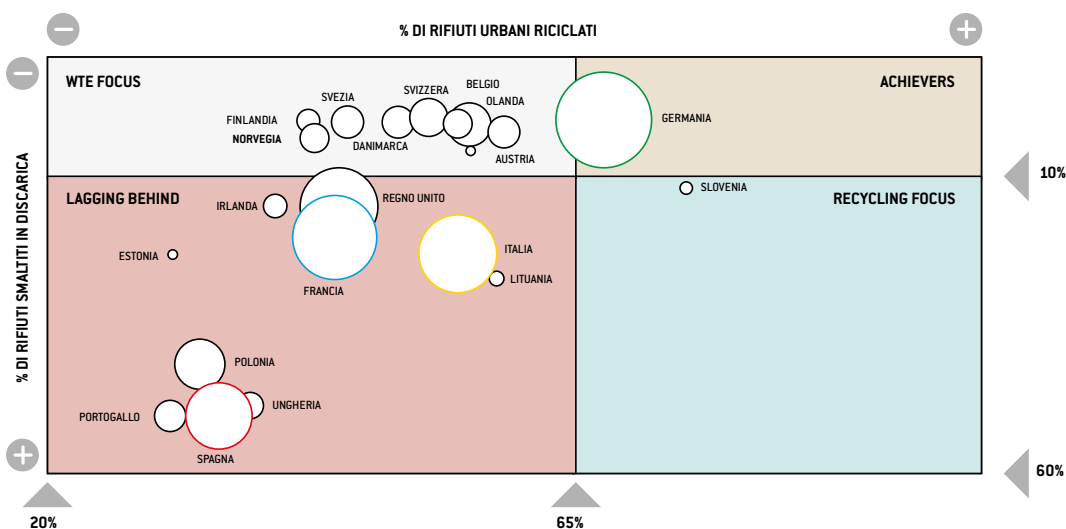 % DI RIFIUTI URBANI RICICLATI
WTE FOCUS
ACHIEVERS
SVEZIA
SVIZZERA
BELGIO
OLANDA
FINLANDIA
NORVEGIA
DANIMARCA
AUSTRIA
GERMANIA
10%
LAGGING BEHIND
RECYCLING FOCUS
IRLANDA
REGNO UNITO
SLOVENIA
ESTONIA
ITALIA
LITUANIA
FRANCIA
% DI RIFIUTI SMALTITI IN DISCARICA
POLONIA
PORTOGALLO
UNGHERIA
SPAGNA
60%
20%
65%